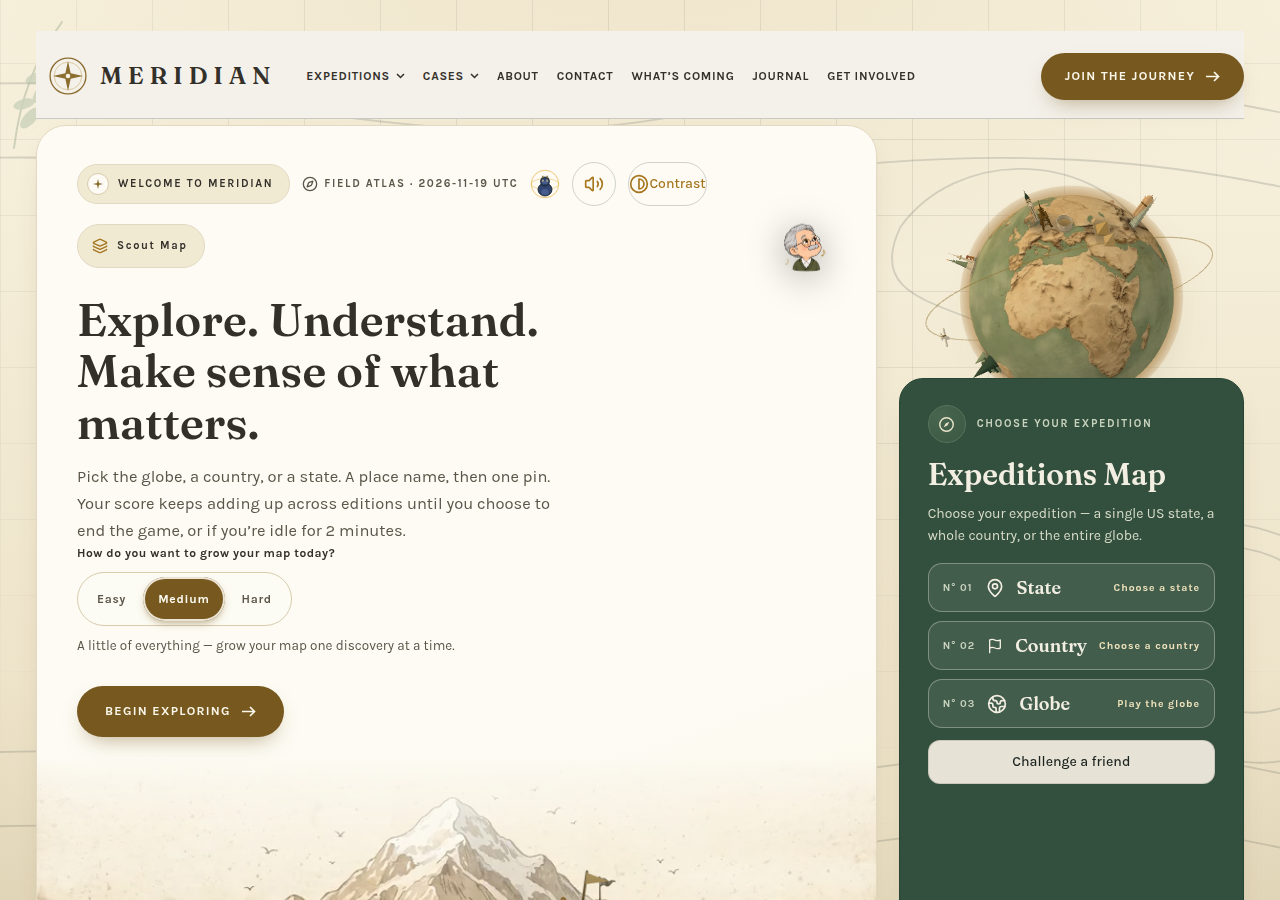 MERIDIAN
EXPEDITIONS
CASES
ABOUT
CONTACT
WHAT'S COMING
JOURNAL
GET INVOLVED
JOIN THE JOURNEY
WELCOME TO MERIDIAN
FIELD ATLAS · 2026-11-19 UTC
Contrast
Scout Map
Explore. Understand.
Make sense of what
matters.
Pick the globe, a country, or a state. A place name, then one pin.
Your score keeps adding up across editions until you choose to
end the game, or if you’re idle for 2 minutes.
How do you want to grow your map today?
Easy
Medium
Hard
A little of everything — grow your map one discovery at a time.
BEGIN EXPLORING
CHOOSE YOUR EXPEDITION
Expeditions Map
Choose your expedition — a single US state, a
whole country, or the entire globe.
N° 01 State Choose a state
N° 02 Country Choose a country
N° 03 Globe Play the globe
Challenge a friend